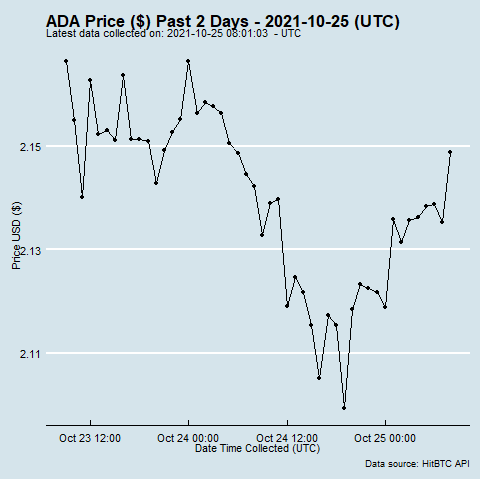 ADA Price ($) Past 2 Days - 2021-10-25 (UTC)
Latest data collected on: 2021-10-25 08:01:03 - UTC
2.15
2.13
2.11
Price USD ($)
Oct 23 12:00 Oct 24 00:00 Oct 24 12:00 Oct 25 00:00
Date Time Collected (UTC)
Data source: HitBTC API